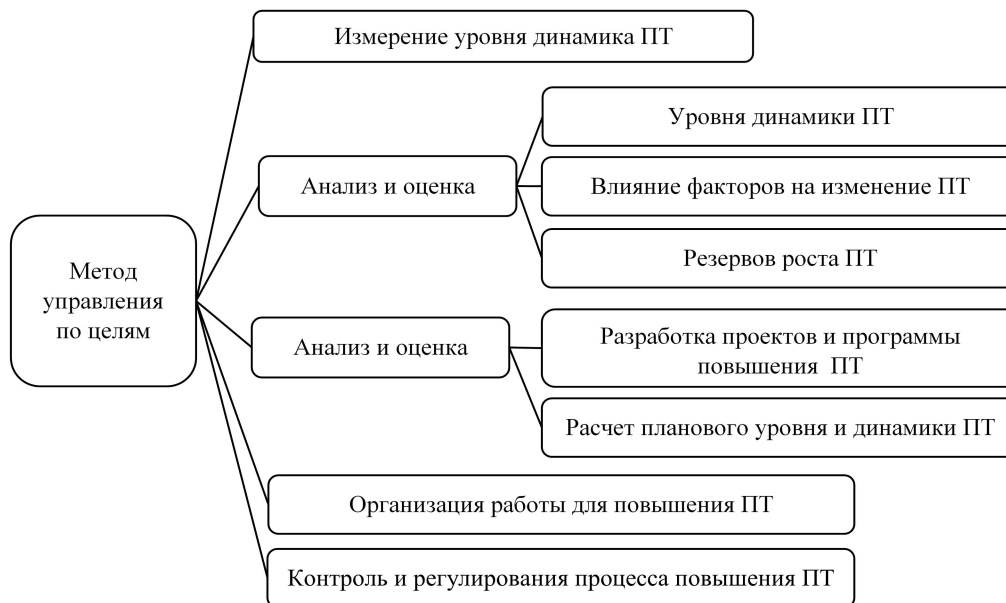 Измерение уровня динамика ПТ
Уровня динамики ПТ
Анализ и оценка
Влияние факторов на изменение ПТ
Резервов роста ПТ
Метод
управления
по целям
Анализ и оценка
Разработка проектов и программы
повышения ПТ
Расчет планового уровня и динамики ПТ
Организация работы для повышения ПТ
Контроль и регулирования процесса повышения ПТ